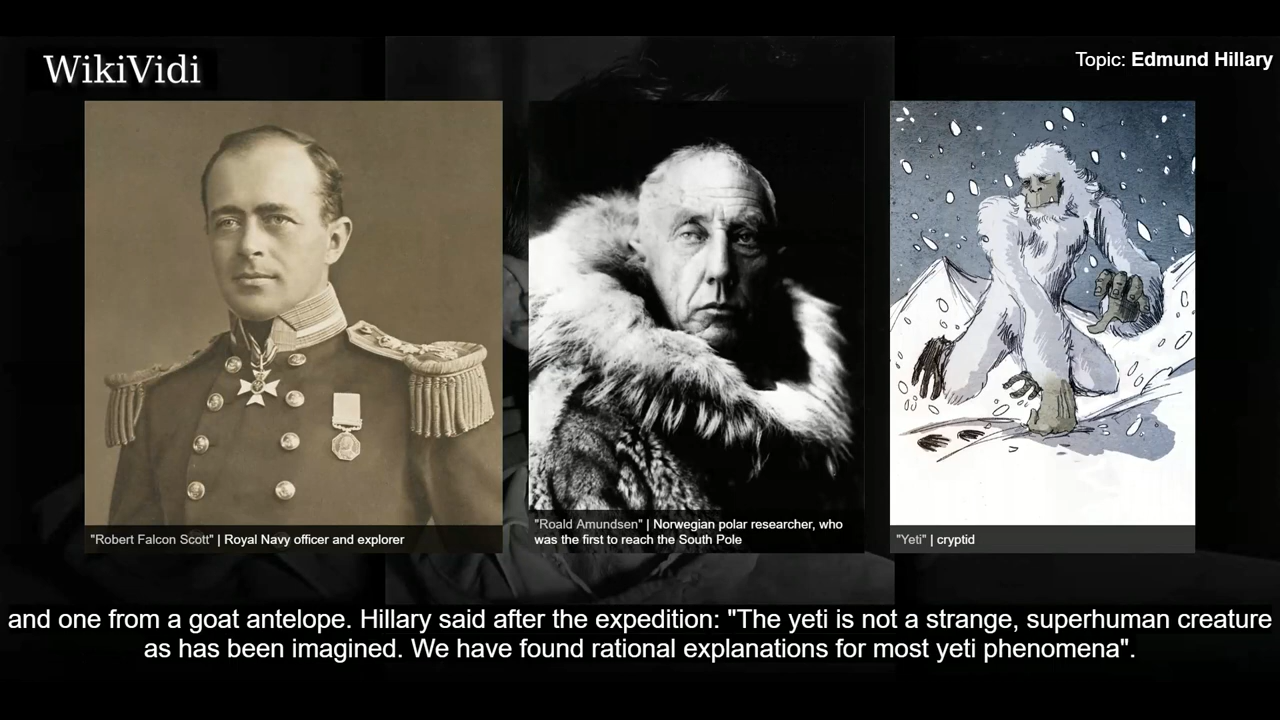 WikiVidi
Topic: Edmund Hillary
"Robert Falcon Scott" | Royal Navy officer and explorer
"Roald Amundsen" | Norwegian polar researcher, who
was the first to reach the South Pole
"Yeti" | cryptid
and one from a goat antelope. Hillary said after the expedition: "The yeti is not a strange, superhuman creature
as has been imagined. We have found rational explanations for most yeti phenomena".